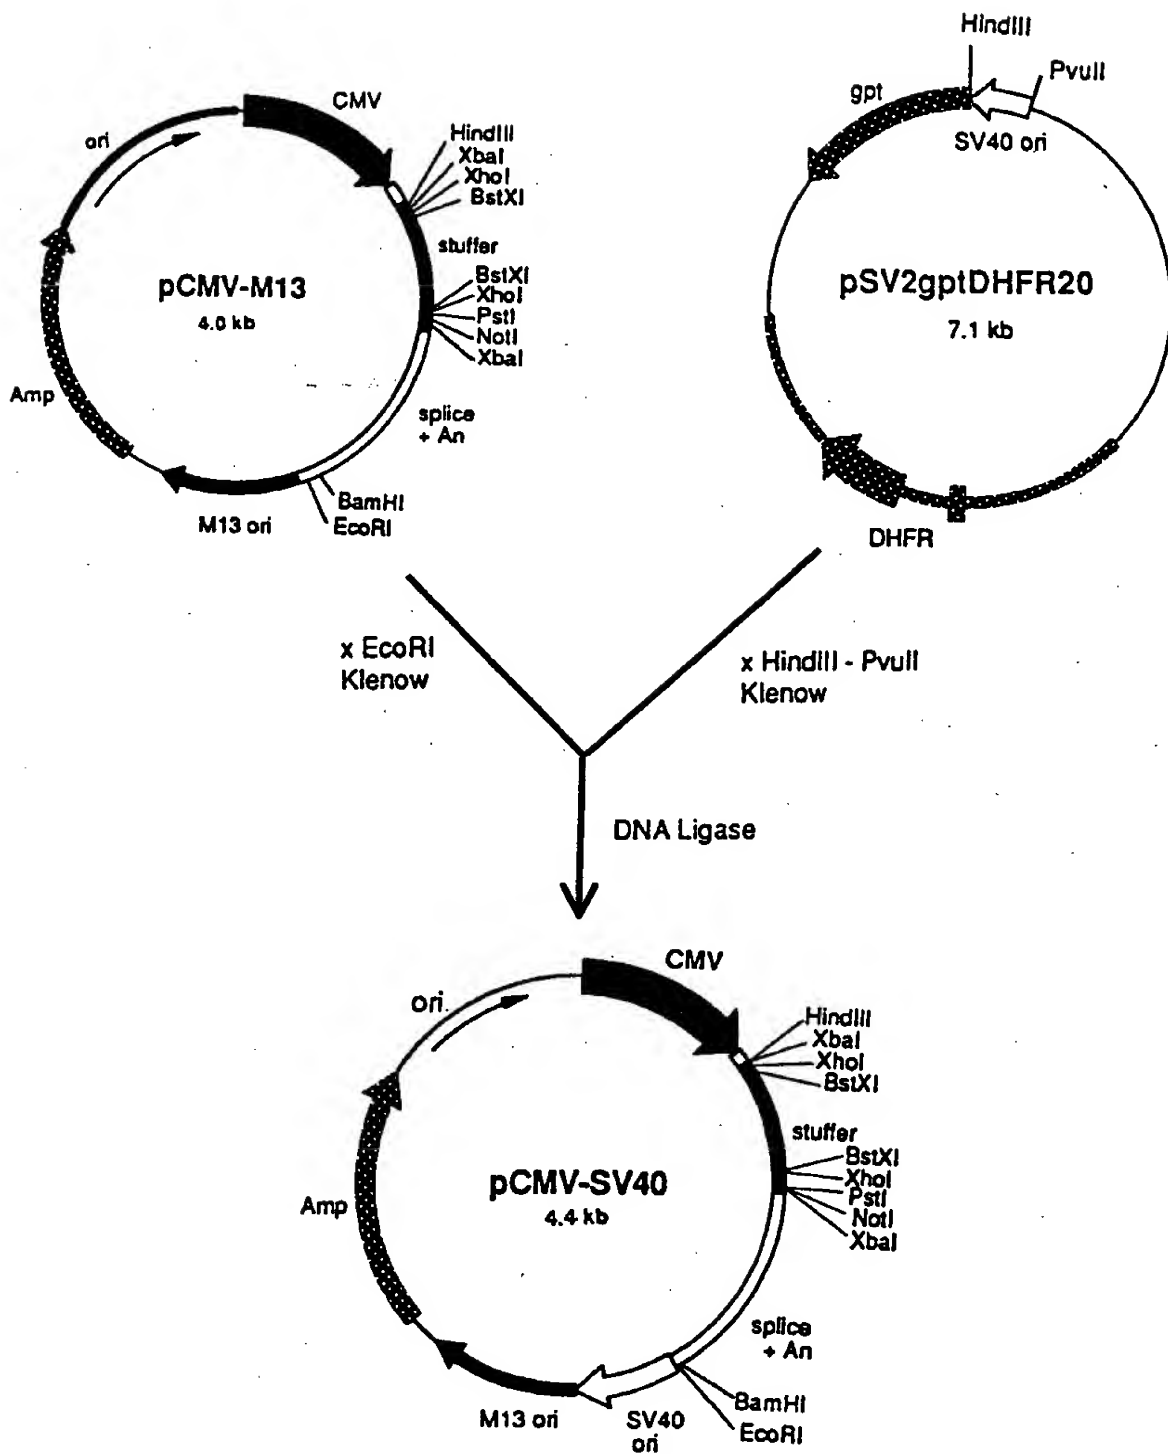 CMV
ori
HindIII
XbaI
XhoI
BstXI
stuffer
BstXI
XhoI
PstI
NotI
XbaI
pCMV-M13
4.0 kb
Amp
splice
+ An
BamHI
EcoRI
M13 ori
HindIII
PvuII
gpt
SV40 ori
pSV2gptDHFR20
7.1 kb
DHFR
x EcoRI
Klenow
x HindIII - PvuII
Klenow
DNA Ligase
CMV
ori.
HindIII
XbaI
XhoI
BstXI
stuffer
BstXI
XhoI
PstI
NotI
XbaI
pCMV-SV40
4.4 kb
Amp
splice
+ An
BamHI
EcoRI
M13 ori
SV40
ori